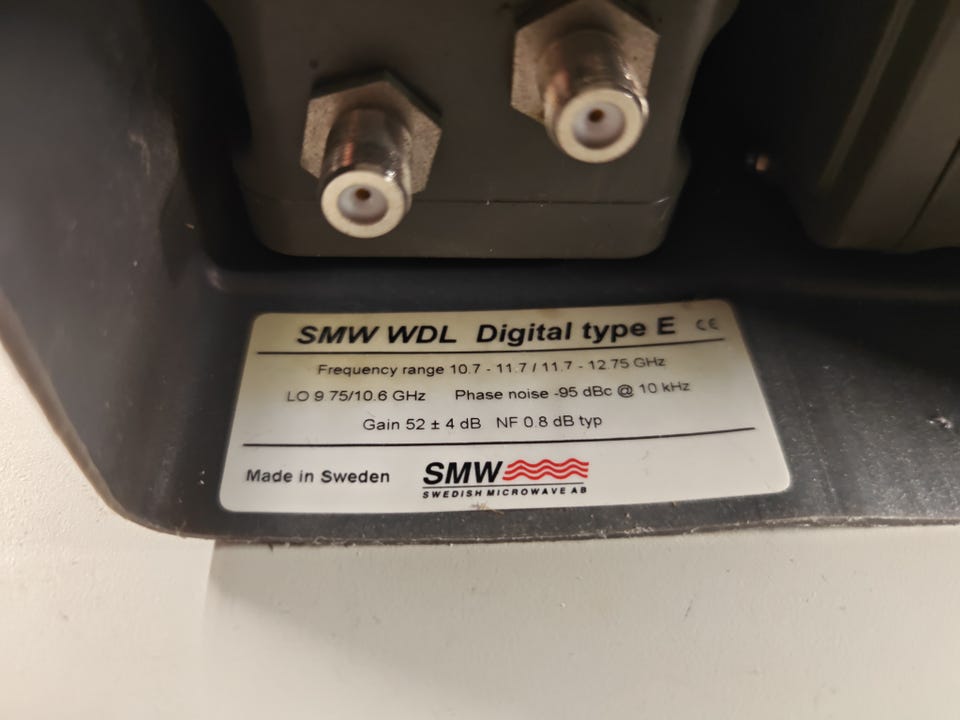 SMW WDL Digital type E CE
Frequency range 10.7 - 11.7 / 11.7 - 12.75 GHz
LO 9.75/10.6 GHz Phase noise -95 dBc @ 10 kHz
Gain 52 ± 4 dB NF 0.8 dB typ
Made in Sweden
SMW
SWEDISH MICROWAVE AB